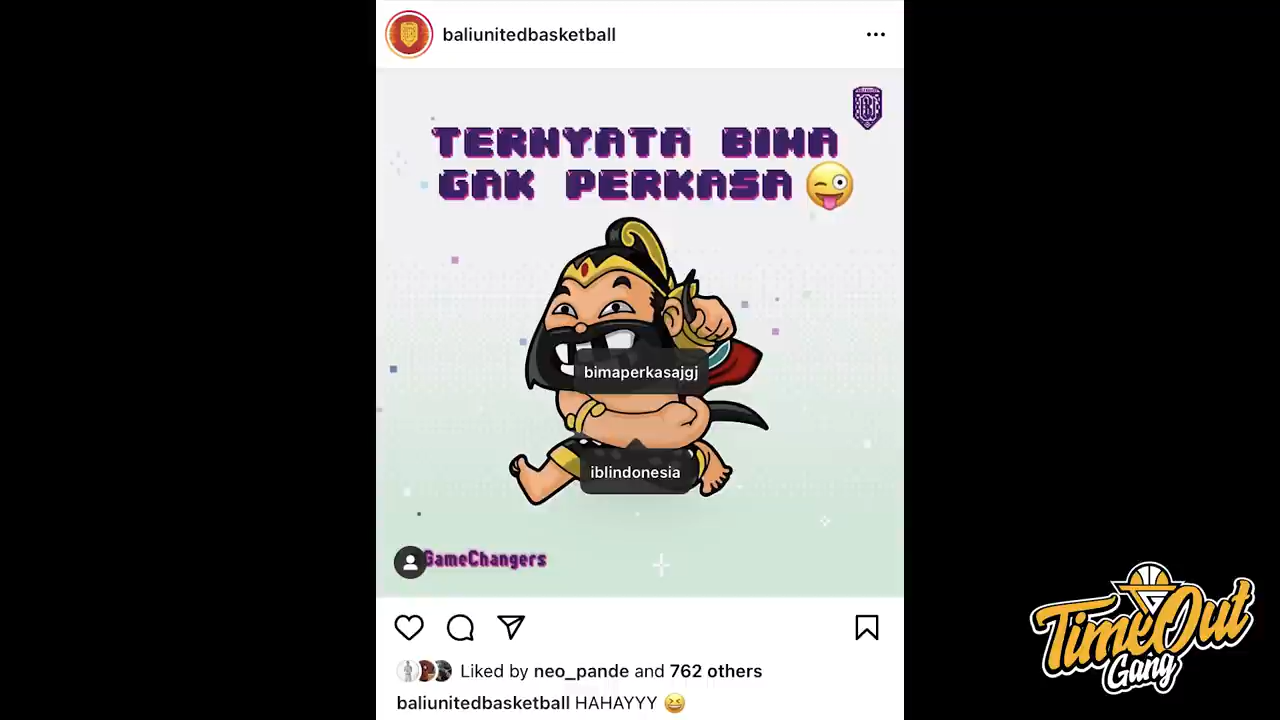 baliunitedbasketball
TERNYATA BIMA
GAK PERKASA 😜
bimaperkasajgj
iblindonesia
GameChangers
Liked by neo_pande and 762 others
baliunitedbasketball HAHAYYY 😆
TimeOut
Gang